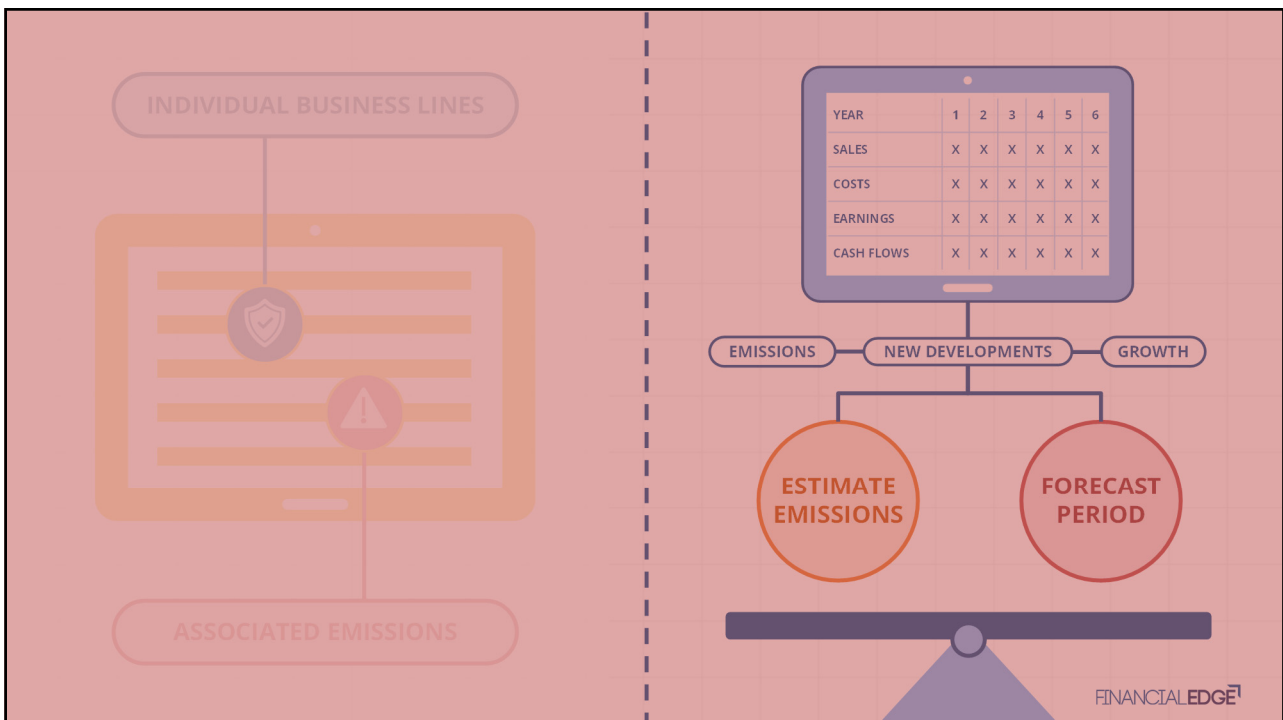 INDIVIDUAL BUSINESS LINES
ASSOCIATED EMISSIONS
YEAR 1 2 3 4 5 6
SALES X X X X X X
COSTS X X X X X X
EARNINGS X X X X X X
CASH FLOWS X X X X X X
EMISSIONS NEW DEVELOPMENTS GROWTH
ESTIMATE
EMISSIONS
FORECAST
PERIOD
FINANCIALEDGE